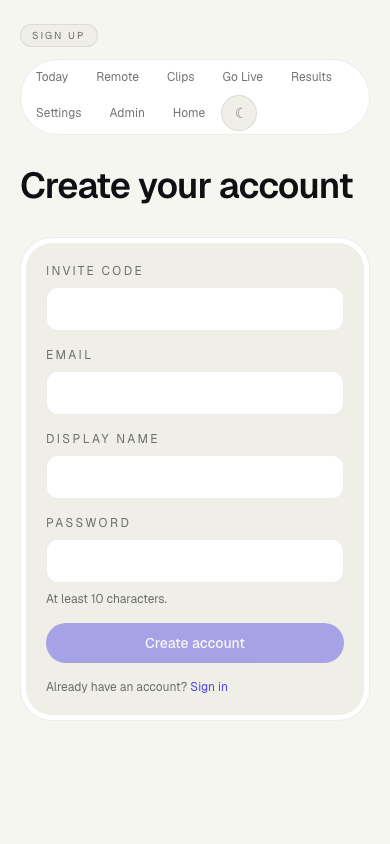 SIGN UP
Today Remote Clips Go Live Results
Settings Admin Home
Create your account
INVITE CODE
EMAIL
DISPLAY NAME
PASSWORD
At least 10 characters.
Create account
Already have an account? Sign in